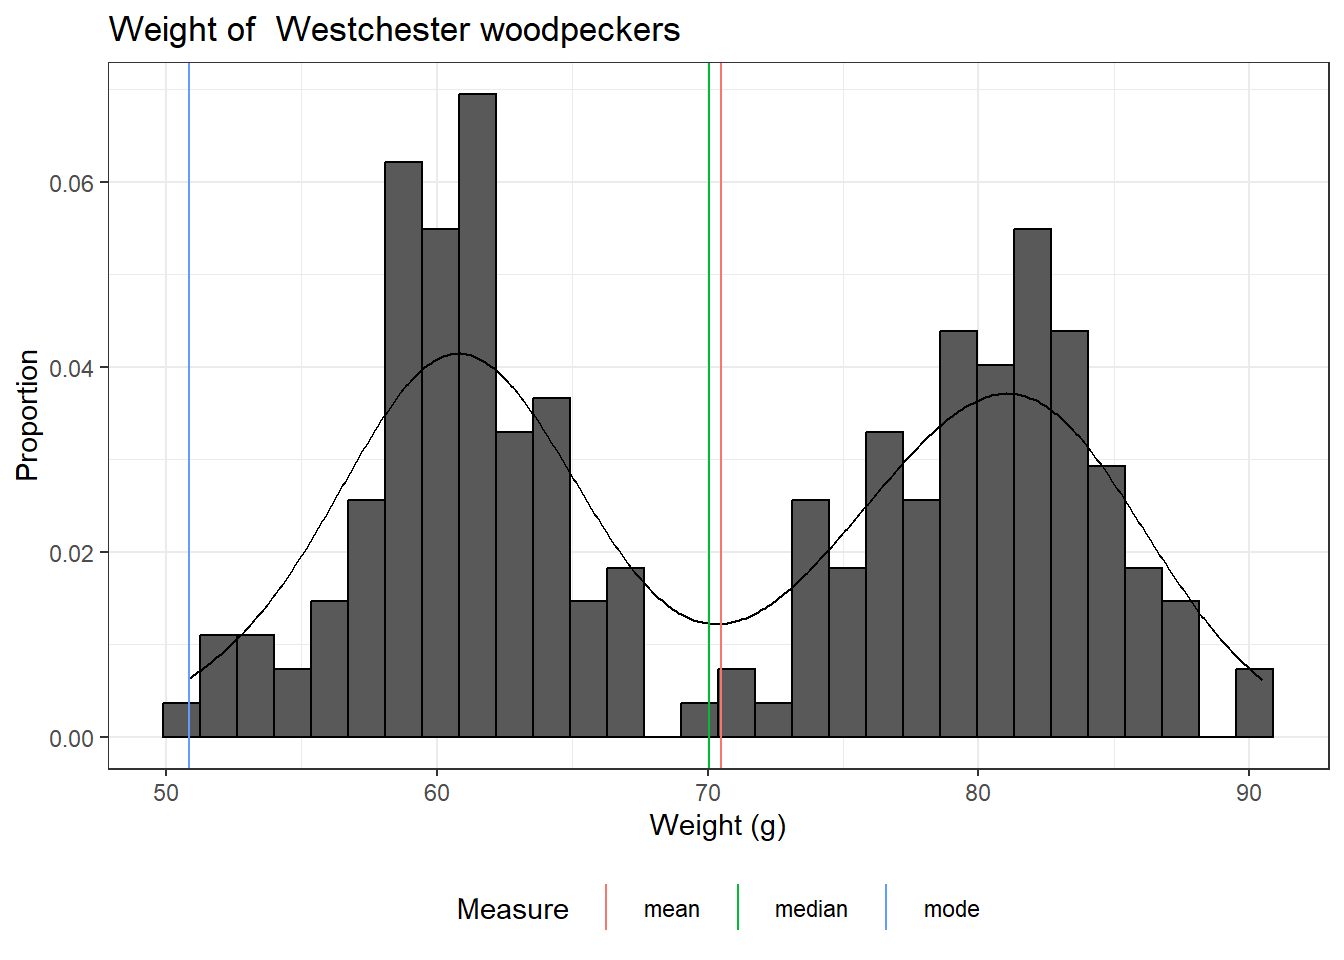 Weight of  Westchester woodpeckers
Proportion
0.06
0.04
0.02
0.00
50 60 70 80 90
Weight (g)
Measure mean median mode